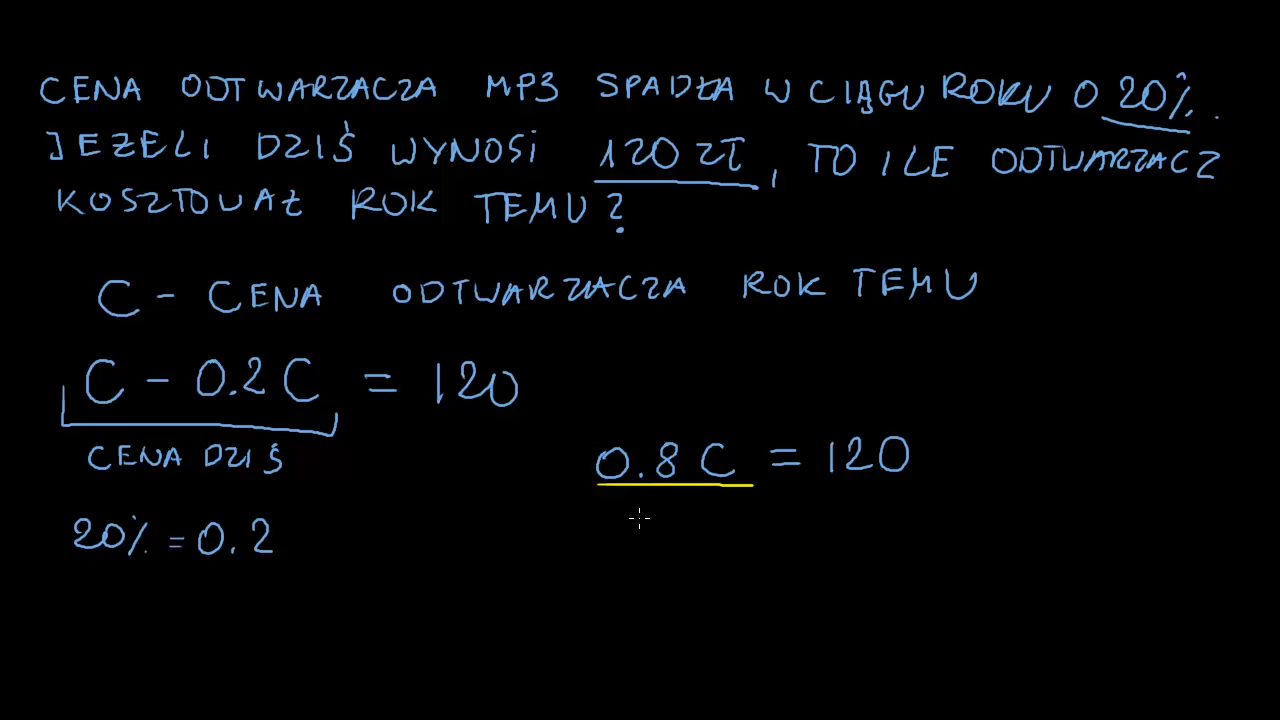 CENA ODTWARZACZA MP3 SPADŁA W CIĄGU ROKU O 20%.
JEŻELI DZIŚ WYNOSI 120 ZŁ, TO ILE ODTWARZACZ
KOSZTOWAŁ ROK TEMU?
C - CENA ODTWARZACZA ROK TEMU
C - 0.2 C = 120
CENA DZIŚ
0.8 C = 120
20% = 0.2